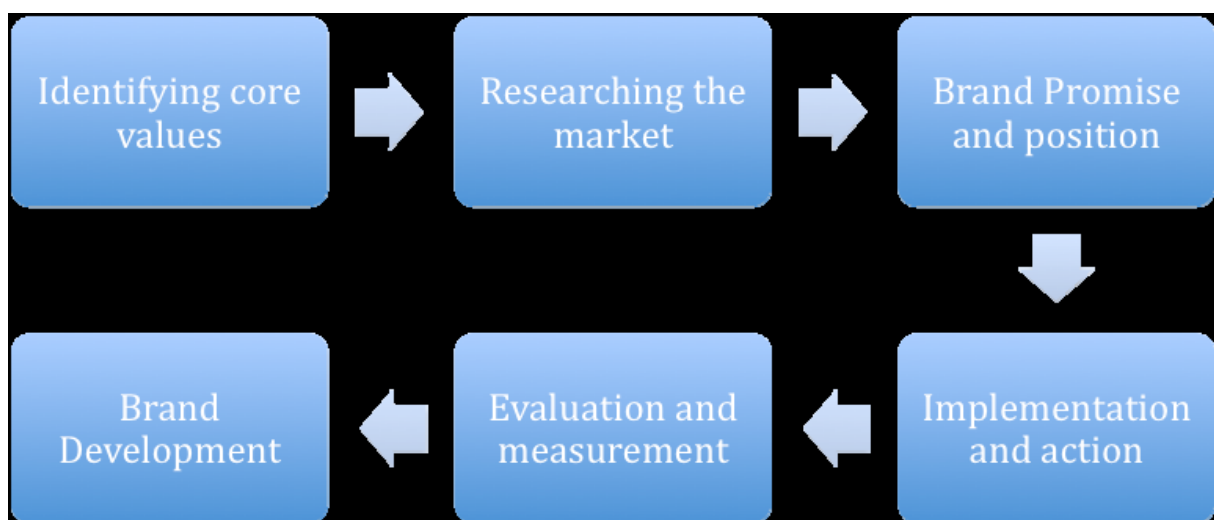 Identifying core
values
Researching the
market
Brand Promise
and position
Implementation
and action
Evaluation and
measurement
Brand
Development